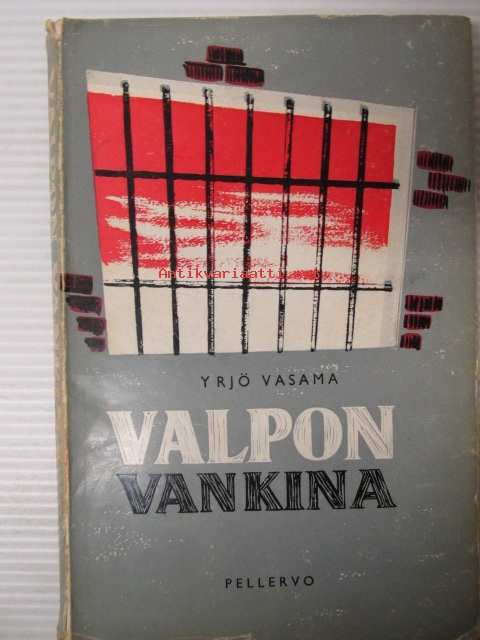 Antikvariaatti
YRJÖ VASAMA
VALPON
VANKINA
PELLERVO